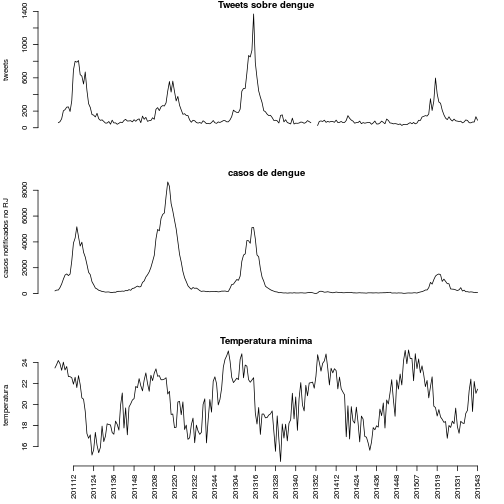 Tweets sobre dengue
tweets
0 200 600 1000 1400
casos de dengue
casos notificados no RJ
0 2000 4000 6000 8000
Temperatura mínima
temperatura
16 18 20 22 24
201112 201124 201136 201148 201208 201220 201232 201244 201304 201316 201328 201340 201352 201412 201424 201436 201448 201507 201519 201531 201543